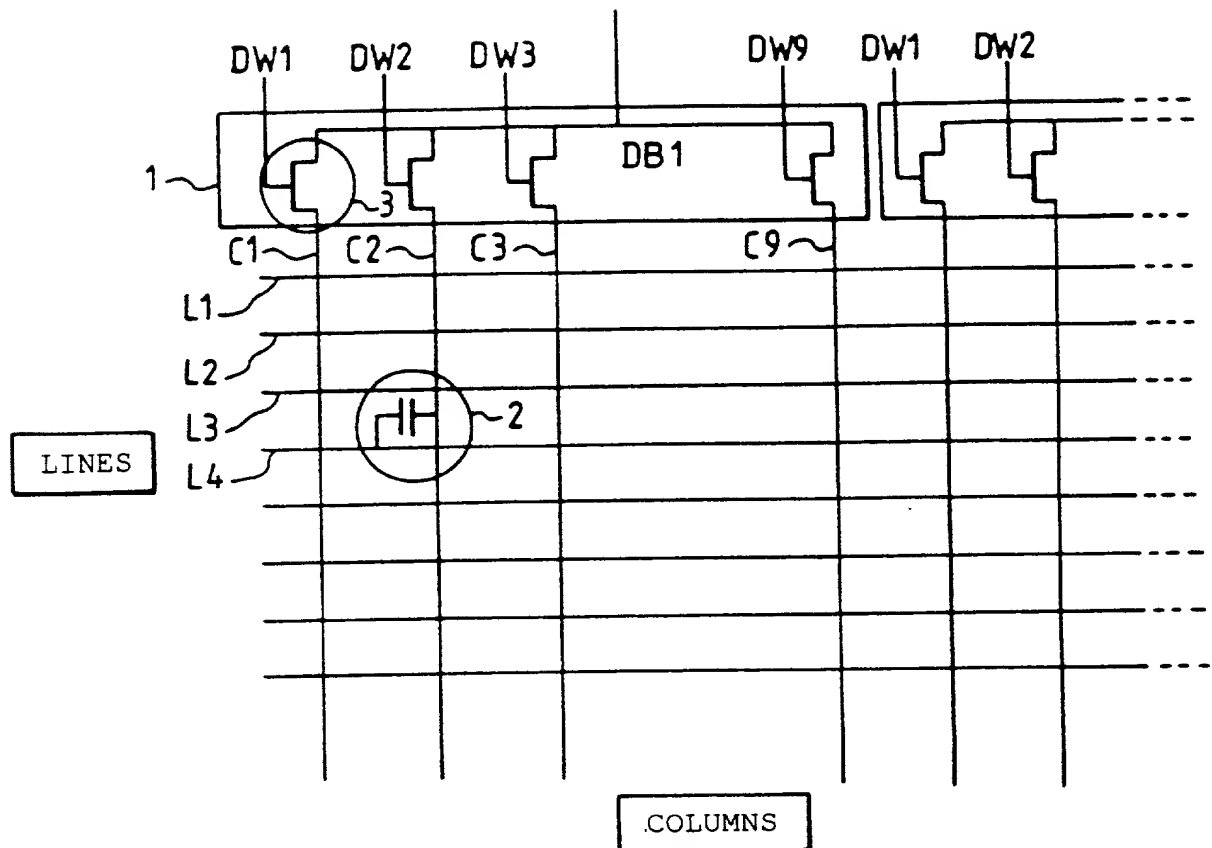 DW1 DW2 DW3 DW9 DW1 DW2
DB1
1
3
C1 C2 C3 C9
L1
L2
L3 2
LINES L4
.COLUMNS